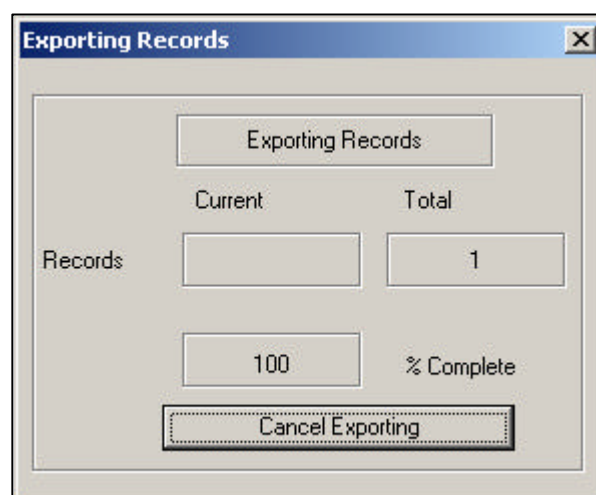 Exporting Records
Exporting Records
Current Total
Records 1
100 % Complete
Cancel Exporting